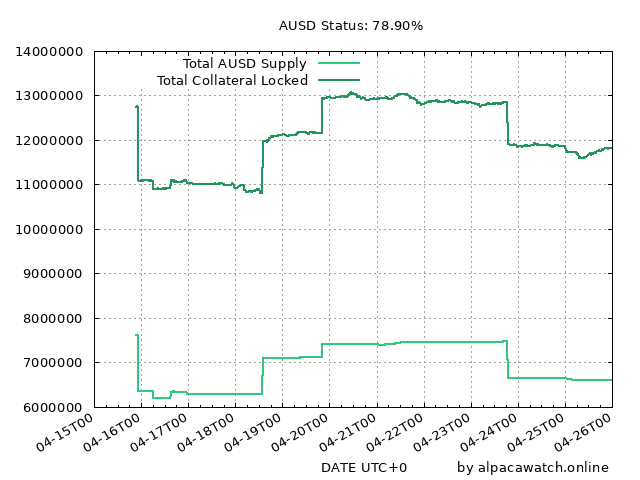 AUSD Status: 78.90%
Total AUSD Supply
Total Collateral Locked
14000000
13000000
12000000
11000000
10000000
9000000
8000000
7000000
6000000
04-15T00
04-16T00
04-17T00
04-18T00
04-19T00
04-20T00
04-21T00
04-22T00
04-23T00
04-24T00
04-25T00
04-26T00
DATE UTC+0
by alpacawatch.online